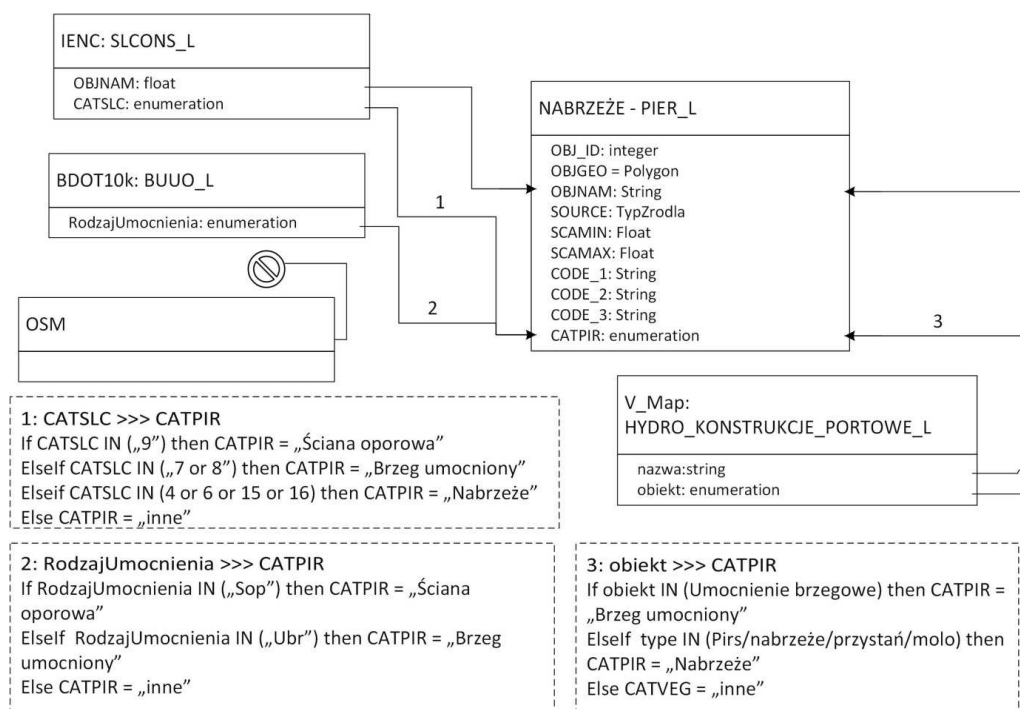 IENC: SLCONS_L
OBJNAM: float
CATSLC: enumeration
BDOT10k: BUUO_L
RodzajUmocnienia: enumeration
OSM
1
2
NABRZEŻE - PIER_L
OBJ_ID: integer
OBJGEO = Polygon
OBJNAM: String
SOURCE: TypZrodla
SCAMIN: Float
SCAMAX: Float
CODE_1: String
CODE_2: String
CODE_3: String
CATPIR: enumeration
3
V_Map:
HYDRO_KONSTRUKCJE_PORTOWE_L
nazwa:string
obiekt: enumeration
1: CATSLC >>> CATPIR
If CATSLC IN („9”) then CATPIR = „Ściana oporowa”
ElseIf CATSLC IN („7 or 8”) then CATPIR = „Brzeg umocniony”
Elseif CATSLC IN (4 or 6 or 15 or 16) then CATPIR = „Nabrzeże”
Else CATPIR = „inne”
2: RodzajUmocnienia >>> CATPIR
If RodzajUmocnienia IN („Sop”) then CATPIR = „Ściana
oporowa”
ElseIf RodzajUmocnienia IN („Ubr”) then CATPIR = „Brzeg
umocniony”
Else CATPIR = „inne”
3: obiekt >>> CATPIR
If obiekt IN (Umocnienie brzegowe) then CATPIR =
„Brzeg umocniony”
ElseIf type IN (Pirs/nabrzeże/przystań/molo) then
CATPIR = „Nabrzeże”
Else CATVEG = „inne”